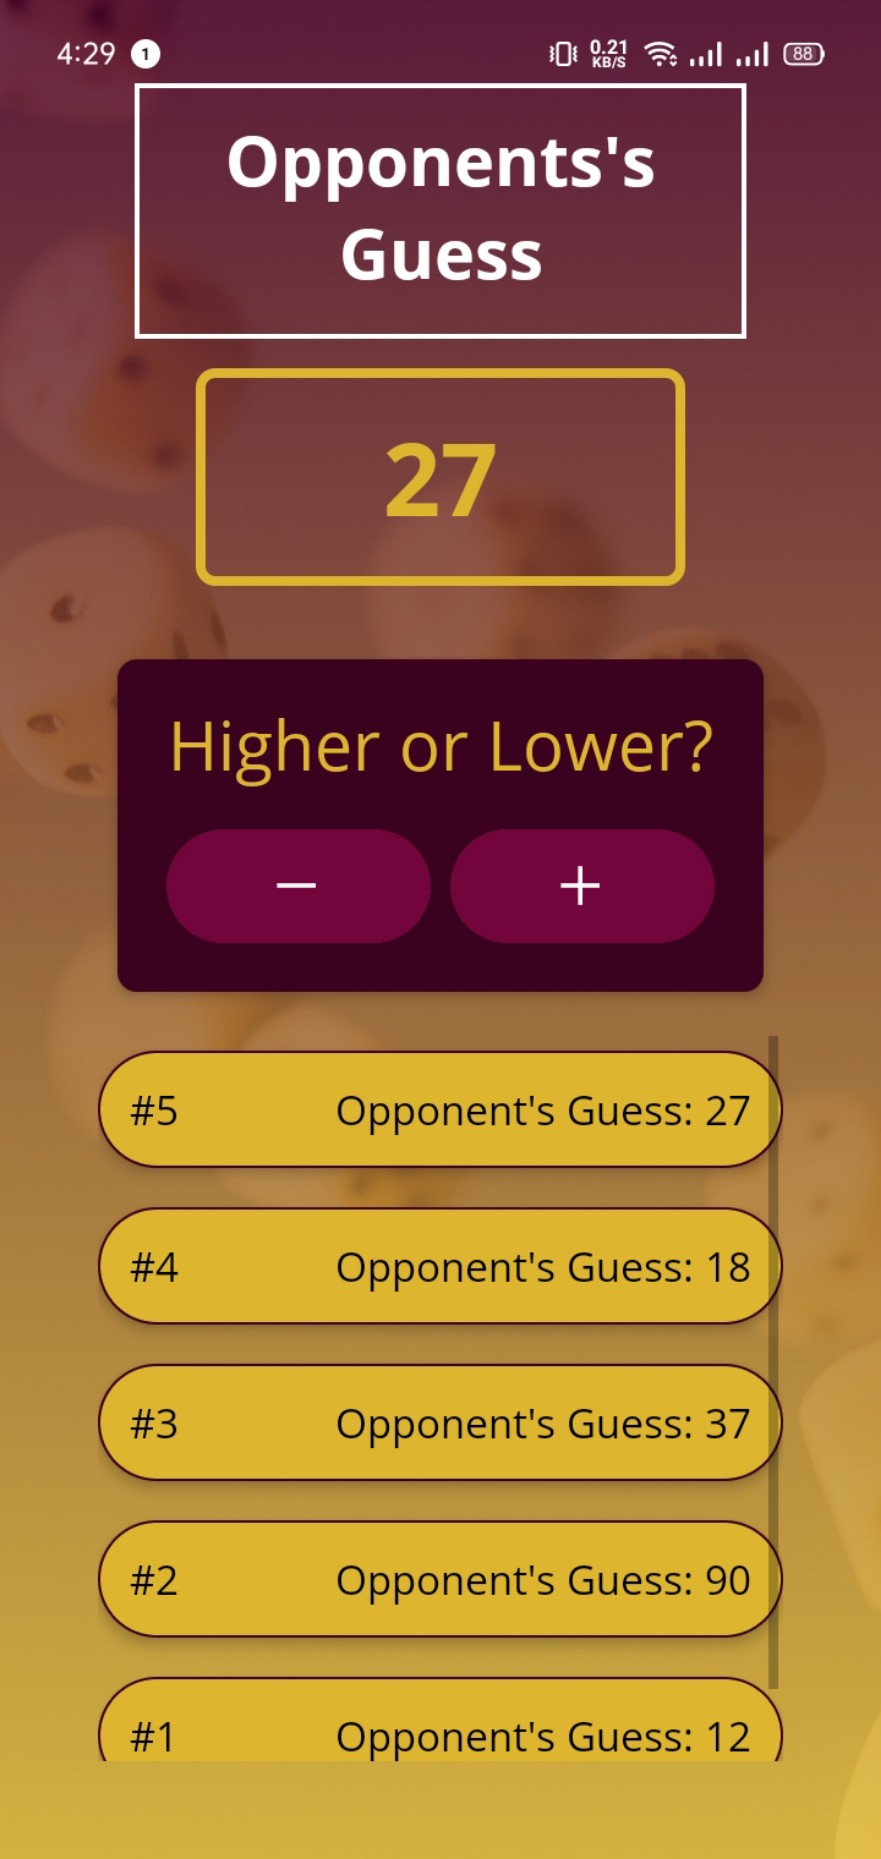 4:29 1 0.21 KB/S 88
Opponents's
Guess
27
Higher or Lower?
− +
#5 Opponent's Guess: 27
#4 Opponent's Guess: 18
#3 Opponent's Guess: 37
#2 Opponent's Guess: 90
#1 Opponent's Guess: 12